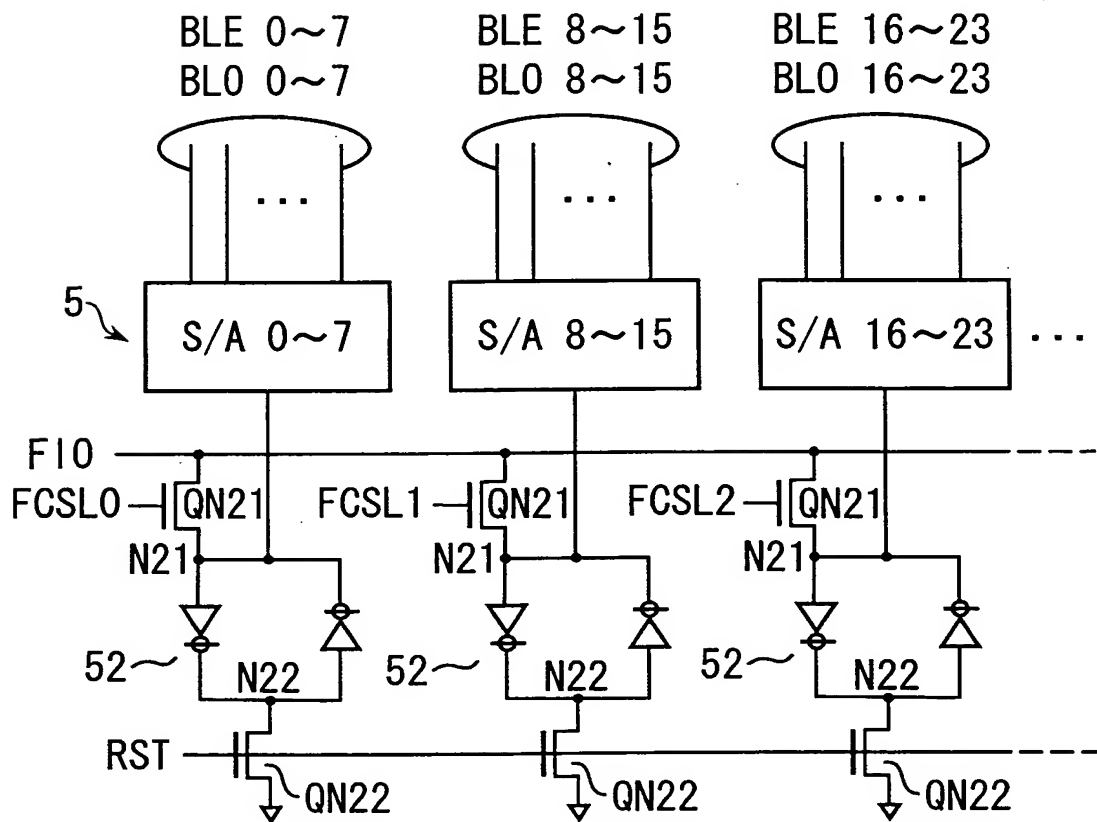 BLE 0〜7 BLE 8〜15 BLE 16〜23
BLO 0〜7 BLO 8〜15 BLO 16〜23
... ... ...
5 S/A 0〜7 S/A 8〜15 S/A 16〜23 ...
FIO
FCSL0 QN21 FCSL1 QN21 FCSL2 QN21
N21 N21 N21
52 52 52
N22 N22 N22
RST
QN22 QN22 QN22